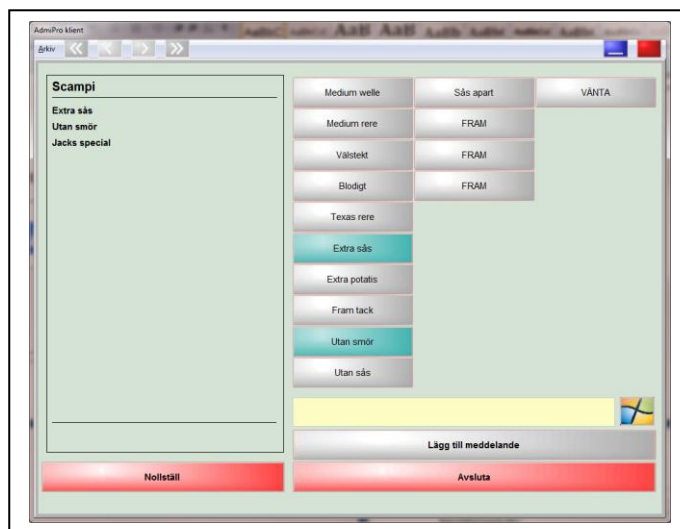 AdmiPro klient
Arkiv
Scampi
Extra sås
Utan smör
Jacks special
Medium welle
Sås apart
VÄNTA
Medium rere
FRAM
Välstekt
FRAM
Blodigt
FRAM
Texas rere
Extra sås
Extra potatis
Fram tack
Utan smör
Utan sås
Lägg till meddelande
Nollställ
Avsluta